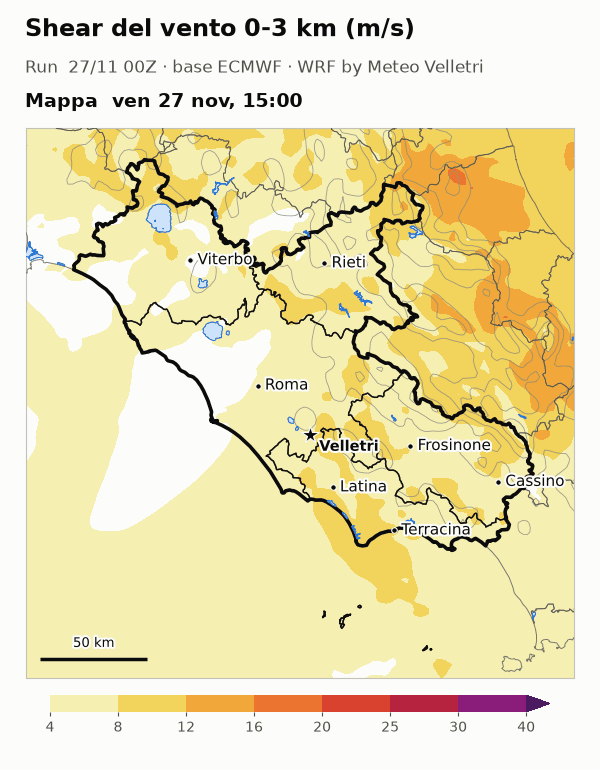 Shear del vento 0-3 km (m/s)
Run  27/11 00Z · base ECMWF · WRF by Meteo Velletri
Mappa  ven 27 nov, 15:00
Viterbo
Rieti
Roma
Velletri
Frosinone
Latina
Cassino
Terracina
50 km
4 8 12 16 20 25 30 40